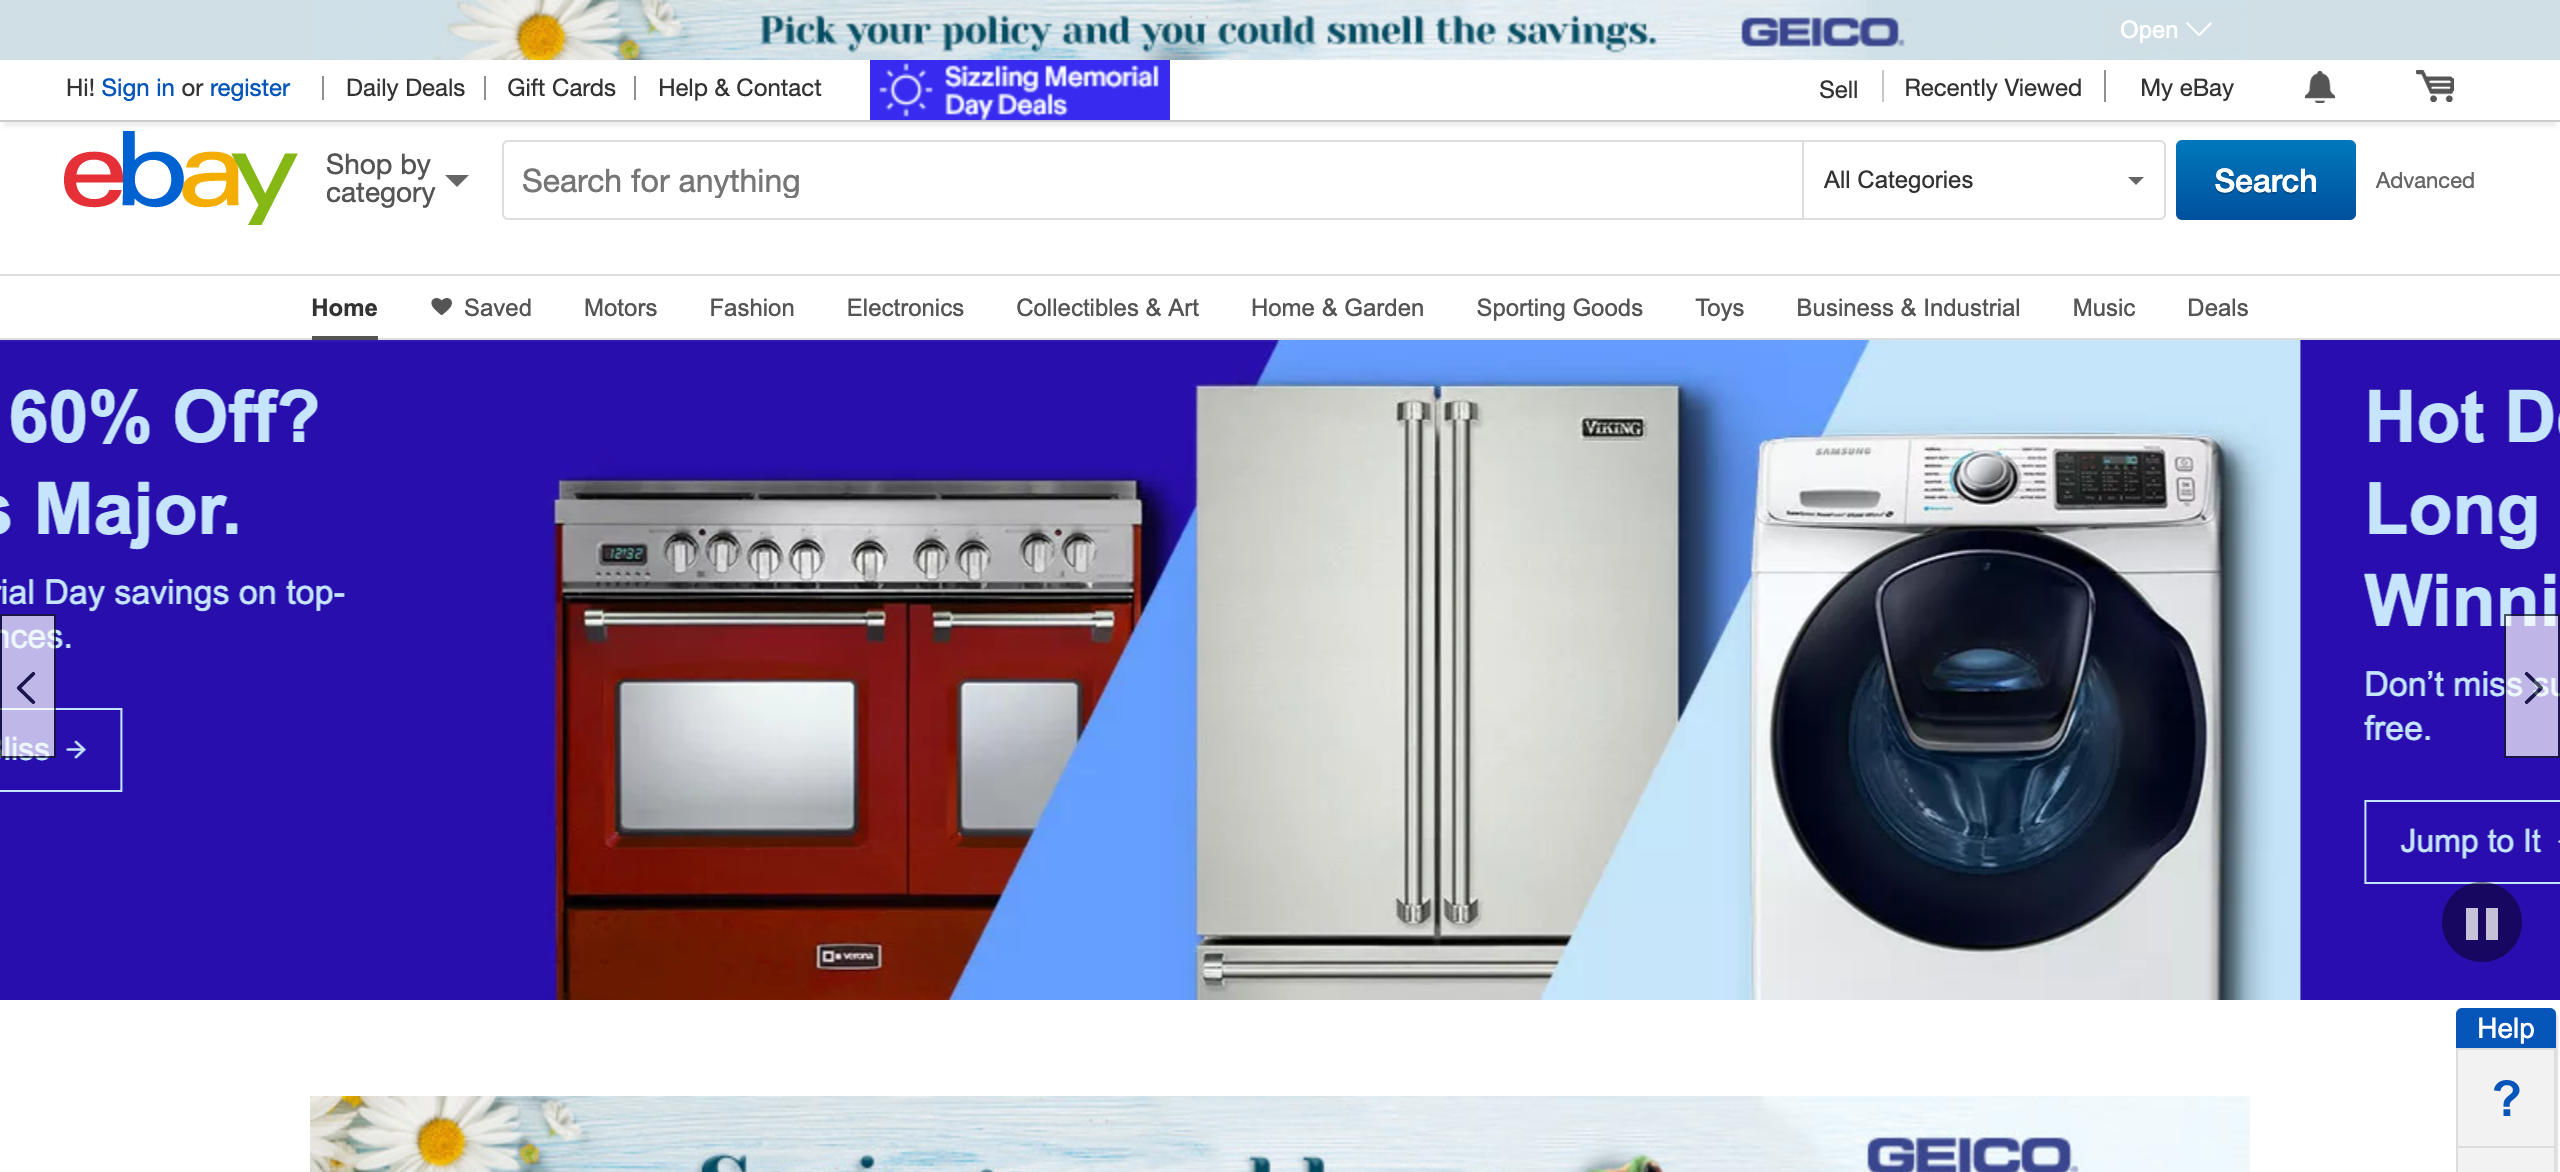 Pick your policy and you could smell the savings.
GEICO
Open
Hi! Sign in or register
Daily Deals
Gift Cards
Help & Contact
Sizzling Memorial
Day Deals
Sell
Recently Viewed
My eBay
ebay
Shop by
category
Search for anything
All Categories
Search
Advanced
Home
Saved
Motors
Fashion
Electronics
Collectibles & Art
Home & Garden
Sporting Goods
Toys
Business & Industrial
Music
Deals
60% Off?
s Major.
rial Day savings on top-
nces.
liss
12:32
verona
VIKING
SAMSUNG
Hot D
Long
Winni
Don't miss su
free.
Jump to It
Help
?
GEICO